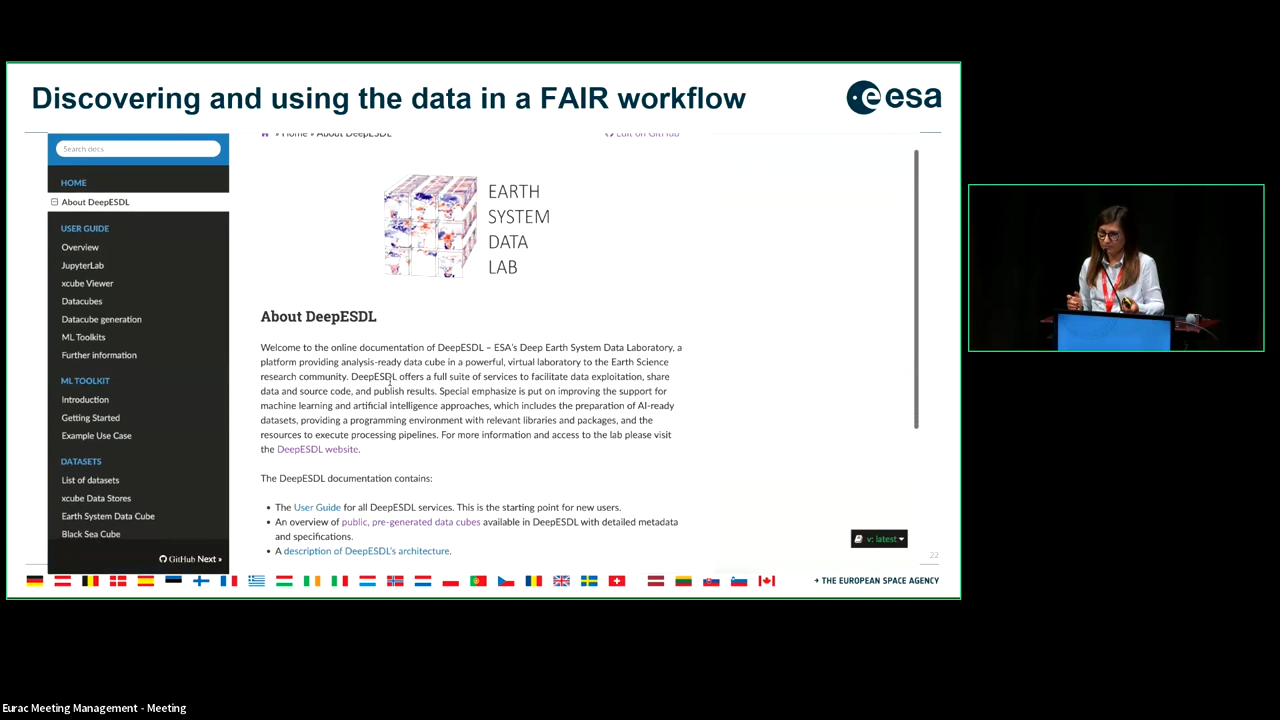 Discovering and using the data in a FAIR workflow
esa
Search docs
HOME
About DeepESDL
USER GUIDE
Overview
JupyterLab
xcube Viewer
Datacubes
Datacube generation
ML Toolkits
Further information
ML TOOLKIT
Introduction
Getting Started
Example Use Case
DATASETS
List of datasets
xcube Data Stores
Earth System Data Cube
Black Sea Cube
GitHub Next »
» Home » About DeepESDL
Edit on GitHub
EARTH
SYSTEM
DATA
LAB
About DeepESDL
Welcome to the online documentation of DeepESDL – ESA's Deep Earth System Data Laboratory, a
platform providing analysis-ready data cube in a powerful, virtual laboratory to the Earth Science
research community. DeepESDL offers a full suite of services to facilitate data exploitation, share
data and source code, and publish results. Special emphasize is put on improving the support for
machine learning and artificial intelligence approaches, which includes the preparation of AI-ready
datasets, providing a programming environment with relevant libraries and packages, and the
resources to execute processing pipelines. For more information and access to the lab please visit
the DeepESDL website.
The DeepESDL documentation contains:
• The User Guide for all DeepESDL services. This is the starting point for new users.
• An overview of public, pre-generated data cubes available in DeepESDL with detailed metadata
and specifications.
• A description of DeepESDL's architecture.
v: latest
22
→ THE EUROPEAN SPACE AGENCY
Eurac Meeting Management - Meeting